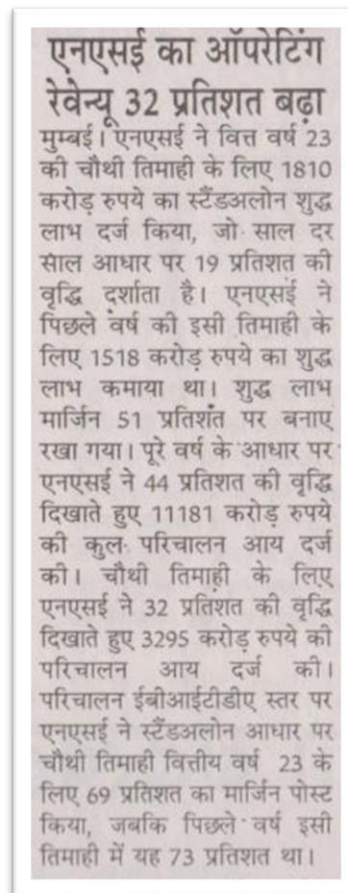 एनएसई का ऑपरेटिंग
रेवेन्यू 32 प्रतिशत बढ़ा
मुम्बई। एनएसई ने वित्त वर्ष 23
की चौथी तिमाही के लिए 1810
करोड़ रुपये का स्टैंडअलोन शुद्ध
लाभ दर्ज किया, जो साल दर
साल आधार पर 19 प्रतिशत की
वृद्धि दर्शाता है। एनएसई ने
पिछले वर्ष की इसी तिमाही के
लिए 1518 करोड़ रुपये का शुद्ध
लाभ कमाया था। शुद्ध लाभ
मार्जिन 51 प्रतिशत पर बनाए
रखा गया। पूरे वर्ष के आधार पर
एनएसई ने 44 प्रतिशत की वृद्धि
दिखाते हुए 11181 करोड़ रुपये
की कुल परिचालन आय दर्ज
की। चौथी तिमाही के लिए
एनएसई ने 32 प्रतिशत की वृद्धि
दिखाते हुए 3295 करोड़ रुपये की
परिचालन आय दर्ज की।
परिचालन ईबीआईटीडीए स्तर पर
एनएसई ने स्टैंडअलोन आधार पर
चौथी तिमाही वित्तीय वर्ष 23 के
लिए 69 प्रतिशत का मार्जिन पोस्ट
किया, जबकि पिछले वर्ष इसी
तिमाही में यह 73 प्रतिशत था।